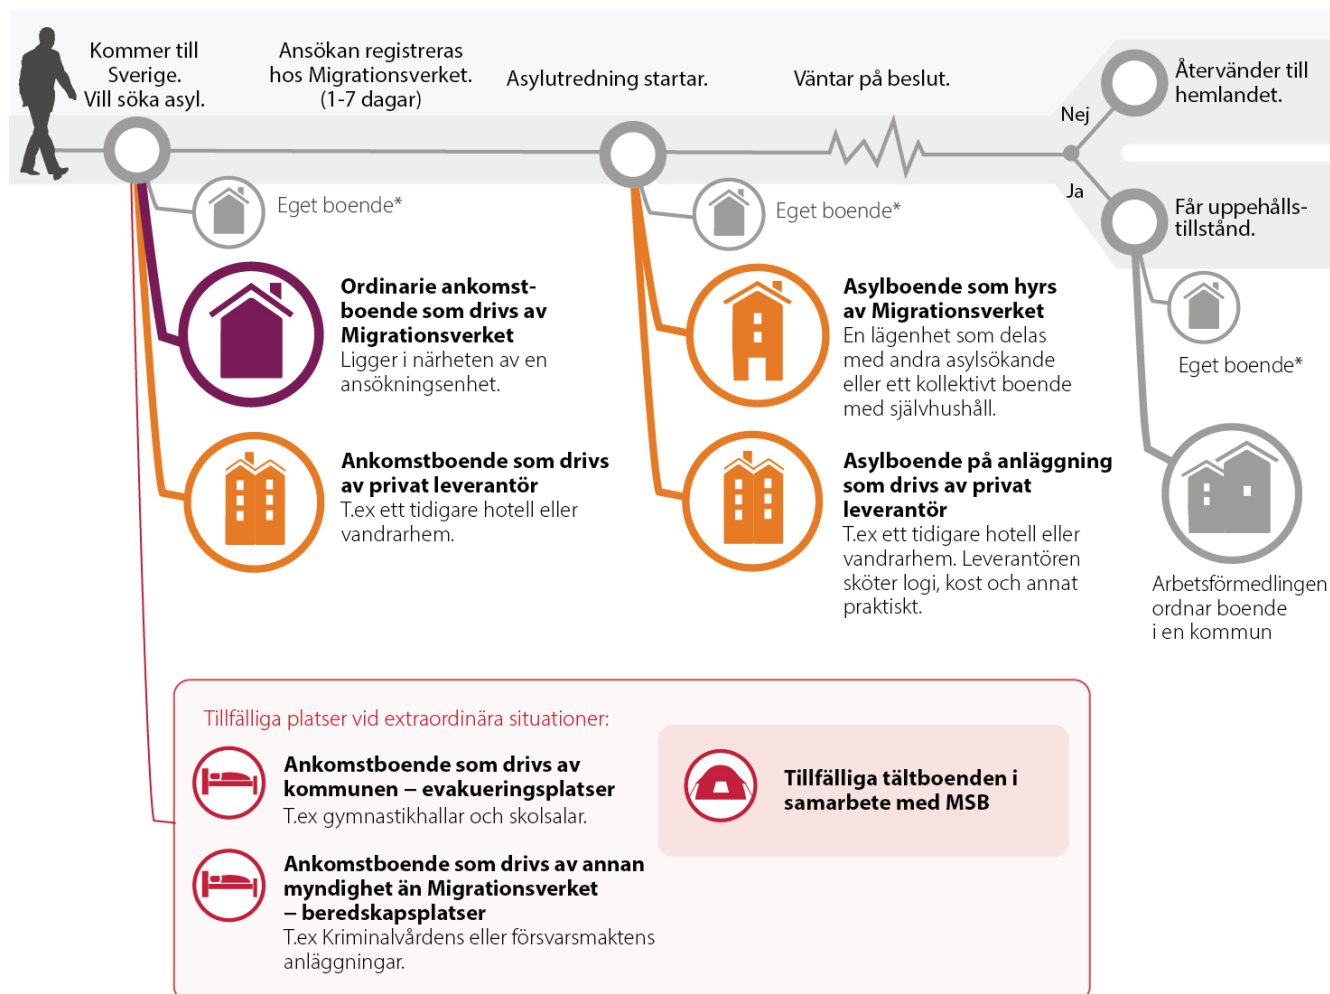 Kommer till
Sverige.
Vill söka asyl.
Ansökan registreras
hos Migrationsverket.
(1-7 dagar)
Asylutredning startar.
Väntar på beslut.
Nej
Ja
Återvänder till
hemlandet.
Får uppehålls-
tillstånd.
Eget boende*
Ordinarie ankomst-
boende som drivs av
Migrationsverket
Ligger i närheten av en
ansökningsenhet.
Ankomstboende som drivs
av privat leverantör
T.ex ett tidigare hotell eller
vandrarhem.
Eget boende*
Asylboende som hyrs
av Migrationsverket
En lägenhet som delas
med andra asylsökande
eller ett kollektivt boende
med självhushåll.
Asylboende på anläggning
som drivs av privat
leverantör
T.ex ett tidigare hotell eller
vandrarhem. Leverantören
sköter logi, kost och annat
praktiskt.
Eget boende*
Arbetsförmedlingen
ordnar boende
i en kommun
Tillfälliga platser vid extraordinära situationer:
Ankomstboende som drivs av
kommunen – evakueringsplatser
T.ex gymnastikhallar och skolsalar.
Ankomstboende som drivs av annan
myndighet än Migrationsverket
– beredskapsplatser
T.ex Kriminalvårdens eller försvarsmaktens
anläggningar.
Tillfälliga tältboenden i
samarbete med MSB